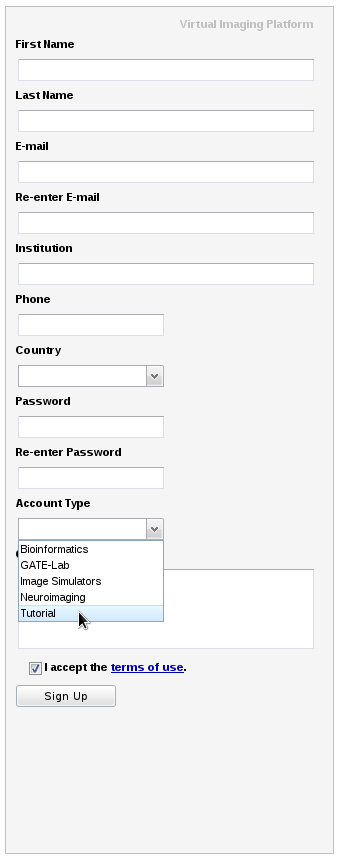 Virtual Imaging Platform
First Name
Last Name
E-mail
Re-enter E-mail
Institution
Phone
Country
Password
Re-enter Password
Account Type
Bioinformatics
GATE-Lab
Image Simulators
Neuroimaging
Tutorial
I accept the terms of use.
Sign Up